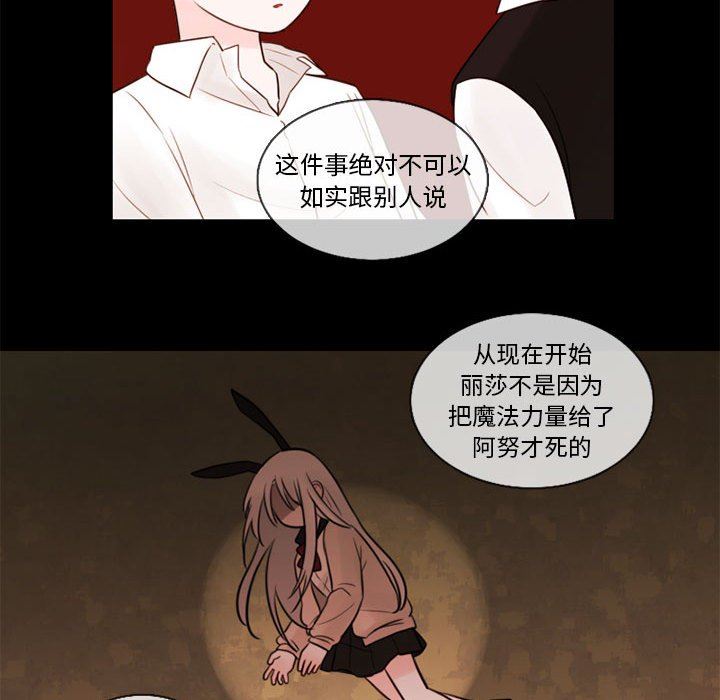 这件事绝对不可以
如实跟别人说
从现在开始
丽莎不是因为
把魔法力量给了
阿努才死的